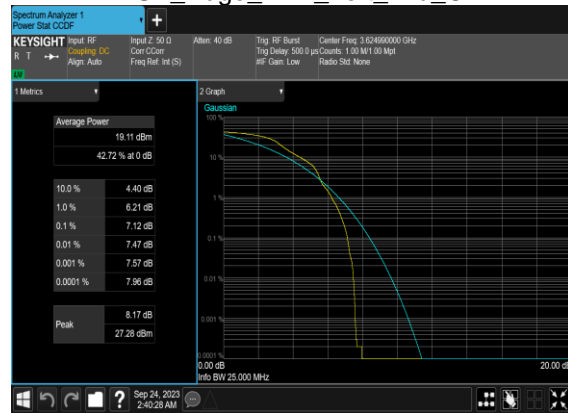 Spectrum Analyzer 1
Power Stat CCDF
+
KEYSIGHT
R T
LXI
Input: RF
Coupling: DC
Align: Auto
Input Z: 50 Ω
Corr CCorr
Freq Ref: Int (S)
Atten: 40 dB
Trig: RF Burst
Trig Delay: 500.0 µs
#IF Gain: Low
Center Freq: 3.624990000 GHz
Counts: 1.00 M/1.00 Mpt
Radio Std: None
1 Metrics
Average Power
19.11 dBm
42.72 % at 0 dB
10.0 % 4.40 dB
1.0 % 6.21 dB
0.1 % 7.12 dB
0.01 % 7.47 dB
0.001 % 7.57 dB
0.0001 % 7.96 dB
Peak 8.17 dB
27.28 dBm
2 Graph
Gaussian
100 %
10 %
1 %
0.1 %
0.01 %
0.001 %
0.0001 %
0.00 dB 20.00 dB
Info BW 25.000 MHz
?
Sep 24, 2023
2:40:28 AM